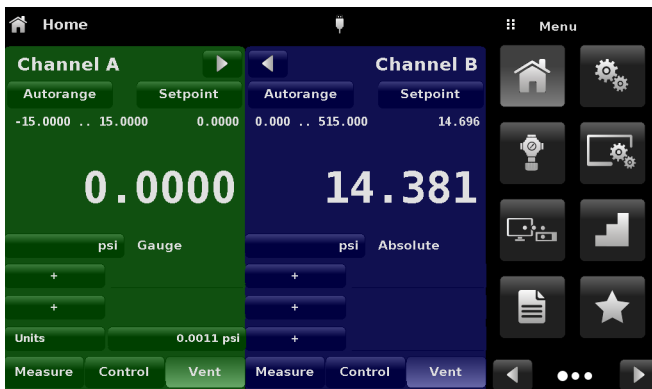 Home
Menu
Channel A
Channel B
Autorange Setpoint
Autorange Setpoint
-15.0000 .. 15.0000 0.0000
0.000 .. 515.000 14.696
0.0000
14.381
psi Gauge
psi Absolute
+
+
+
+
Units 0.0011 psi
+
Measure Control Vent
Measure Control Vent